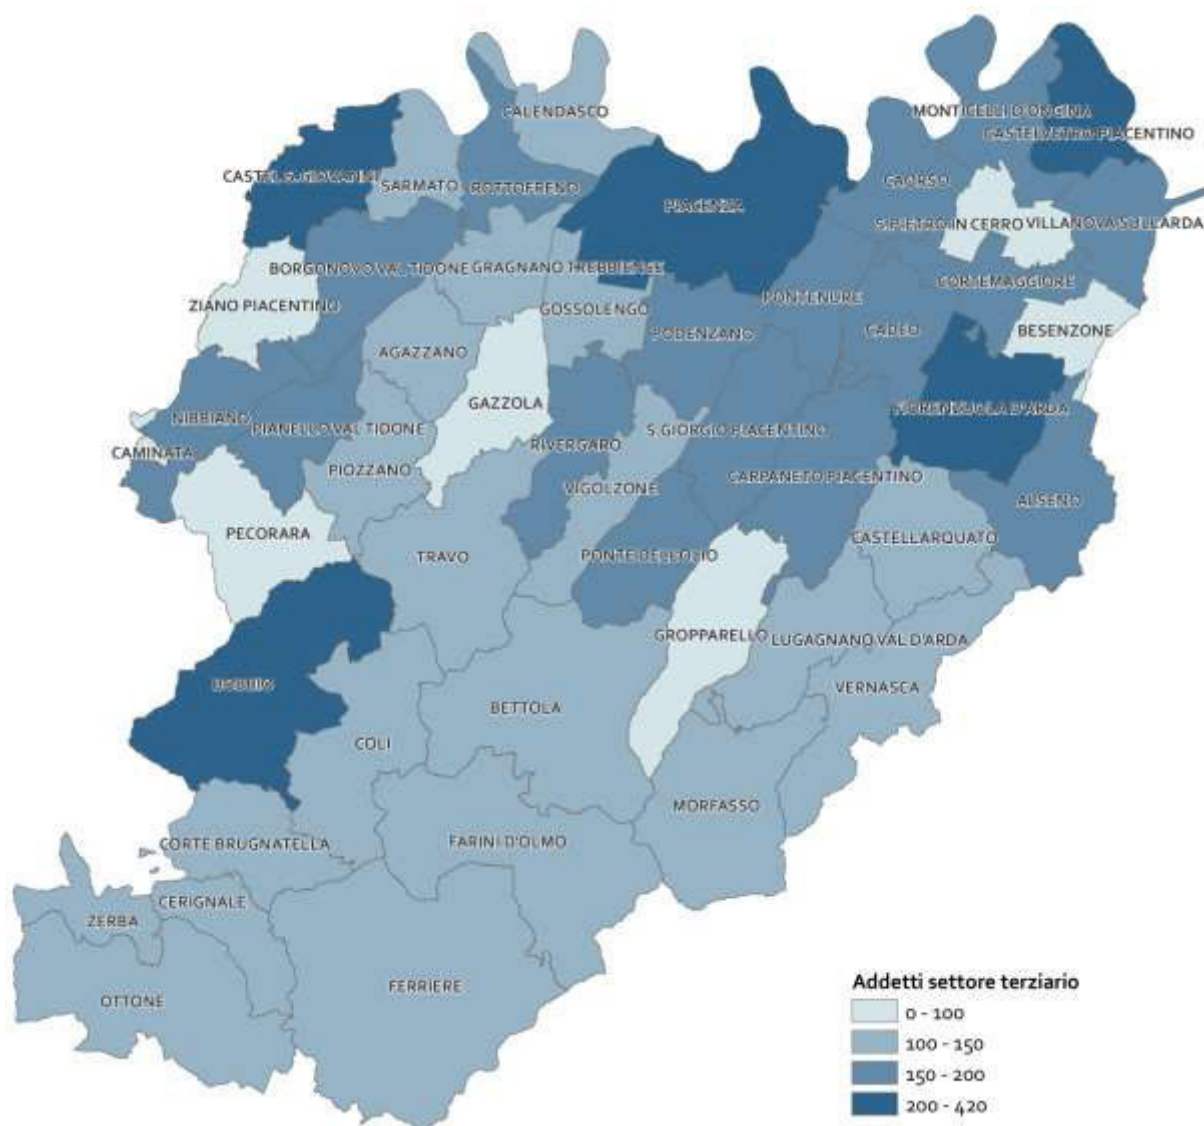 CALENDASCO
MONTICELLI D'ONGINA
CASTELVETRO PIACENTINO
CASTEL S. GIOVANNI
SARMATO
ROTTOFRENO
CAORSO
PIACENZA
S.PIETRO IN CERRO
VILLANOVA SULL'ARDA
BORGONOVO VAL TIDONE
GRAGNANO TREBBIENSE
CORTEMAGGIORE
ZIANO PIACENTINO
GOSSOLENGO
PONTENURE
PODENZANO
CADEO
BESENZONE
AGAZZANO
GAZZOLA
FIORENZUOLA D'ARDA
NIBBIANO
PIANELLO VAL TIDONE
S.GIORGIO PIACENTINO
RIVERGARO
CAMINATA
PIOZZANO
CARPANETO PIACENTINO
VIGOLZONE
ALSENO
PECORARA
CASTELL'ARQUATO
TRAVO
PONTE DELL'OLIO
GROPPARELLO
LUGAGNANO VAL D'ARDA
BOBBIO
VERNASCA
BETTOLA
COLI
MORFASSO
CORTE BRUGNATELLA
FARINI D'OLMO
CERIGNALE
ZERBA
FERRIERE
OTTONE
Addetti settore terziario
0 - 100
100 - 150
150 - 200
200 - 420